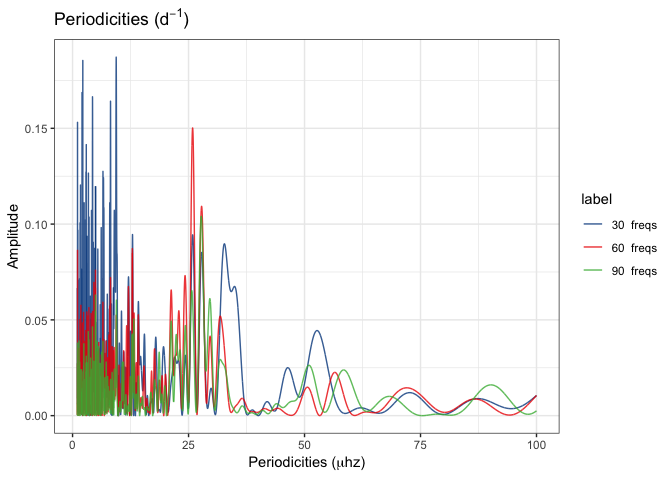 Periodicities (d⁻¹)
0.15
0.10
0.05
0.00
Amplitude
0
25
50
75
100
Periodicities (μhz)
label
30 freqs
60 freqs
90 freqs